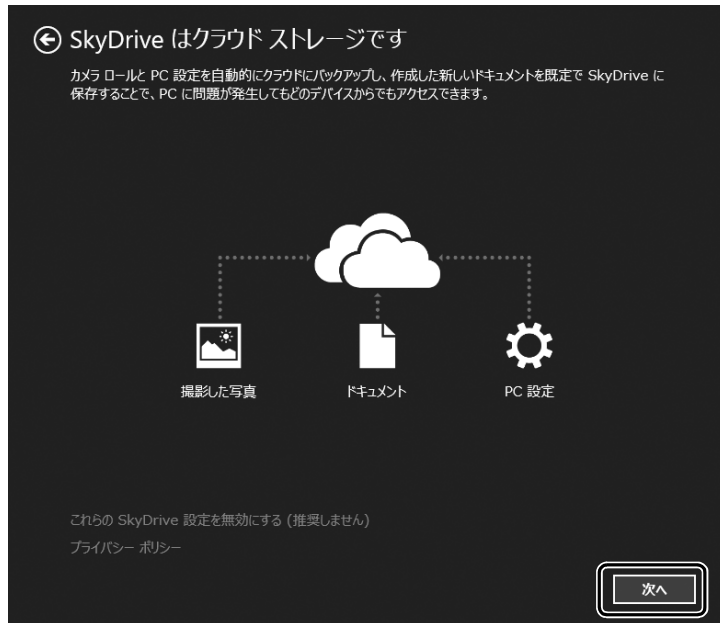 SkyDrive はクラウド ストレージです
カメラ ロールと PC 設定を自動的にクラウドにバックアップし、作成した新しいドキュメントを既定で SkyDrive に
保存することで、PC に問題が発生してもどのデバイスからでもアクセスできます。
撮影した写真
ドキュメント
PC 設定
これらの SkyDrive 設定を無効にする (推奨しません)
プライバシー ポリシー
次へ